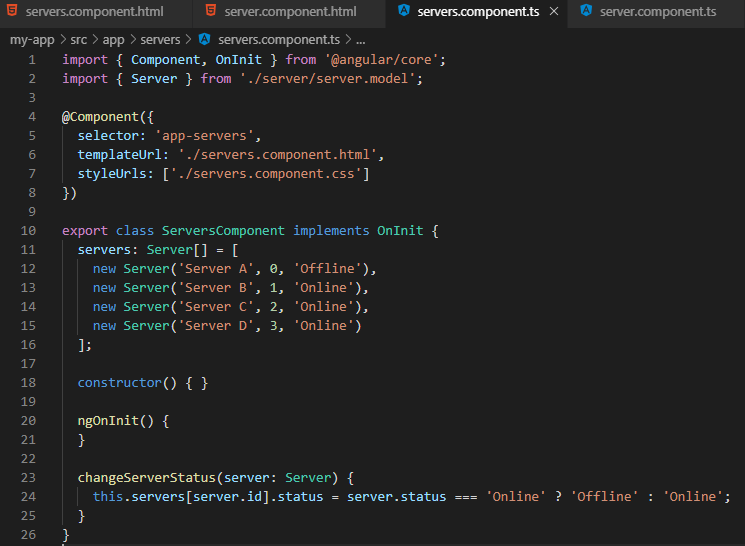 servers.component.html server.component.html servers.component.ts × server.component.ts
my-app > src > app > servers > servers.component.ts > ...
1 import { Component, OnInit } from '@angular/core';
2 import { Server } from './server/server.model';
3
4 @Component({
5   selector: 'app-servers',
6   templateUrl: './servers.component.html',
7   styleUrls: ['./servers.component.css']
8 })
9
10 export class ServersComponent implements OnInit {
11   servers: Server[] = [
12     new Server('Server A', 0, 'Offline'),
13     new Server('Server B', 1, 'Online'),
14     new Server('Server C', 2, 'Online'),
15     new Server('Server D', 3, 'Online')
16   ];
17
18   constructor() { }
19
20   ngOnInit() {
21   }
22
23   changeServerStatus(server: Server) {
24     this.servers[server.id].status = server.status === 'Online' ? 'Offline' : 'Online';
25   }
26 }